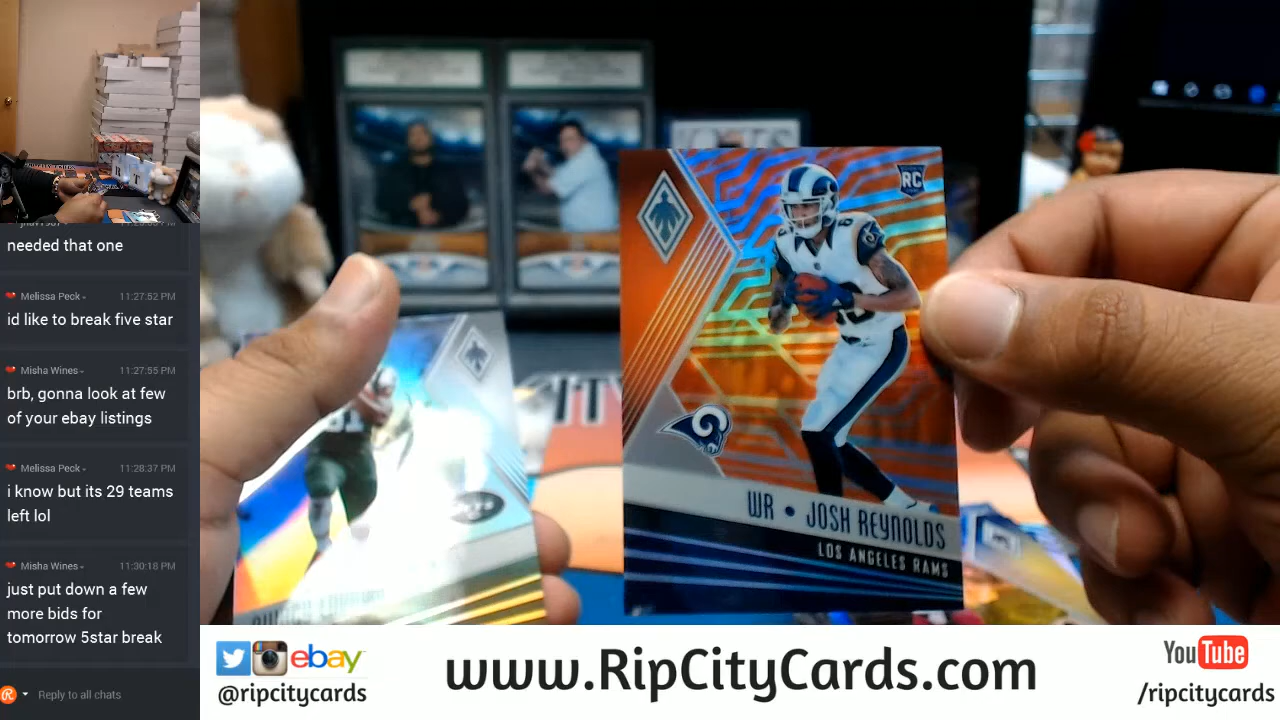 needed that one
Melissa Peck 11:27.52 PM
id like to break five star
Misha Wines 11:27:55 PM
brb, gonna look at few
of your ebay listings
Melissa Peck 11:28:37 PM
i know but its 29 teams
left lol
Misha Wines 11:30:18 PM
just put down a few
more bids for
tomorrow 5star break
Reply to all chats
RC
WR • JOSH REYNOLDS
LOS ANGELES RAMS
ebay
@ripcitycards
www.RipCityCards.com
YouTube
/ripcitycards